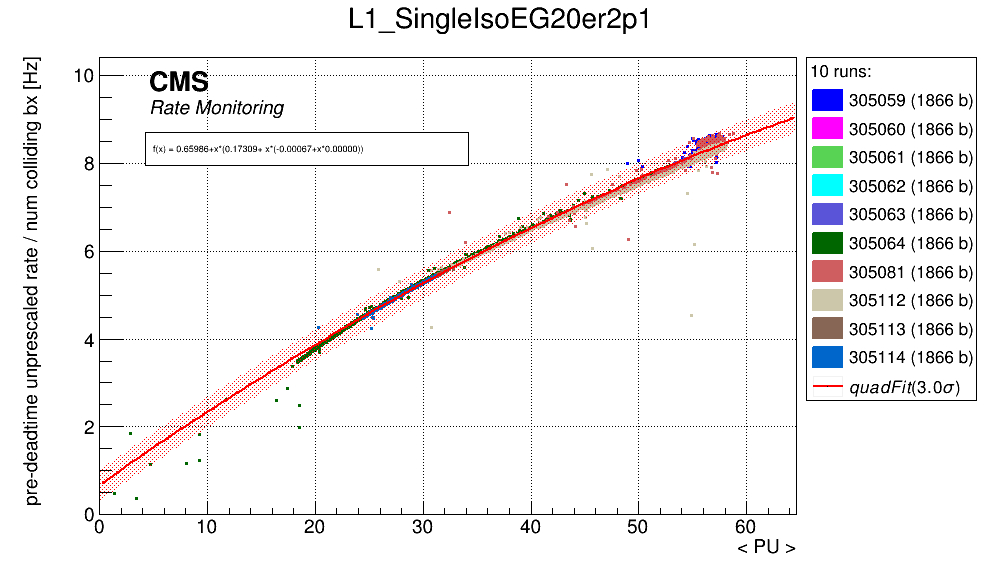 L1_SingleIsoEG20er2p1
pre-deadtime unprescaled rate / num colliding bx [Hz]
CMS
Rate Monitoring
f(x) = 0.65986+x*(0.17309+ x*(-0.00067+x*0.00000))
10
8
6
4
2
0
0 10 20 30 40 50 60
< PU >
10 runs:
305059 (1866 b)
305060 (1866 b)
305061 (1866 b)
305062 (1866 b)
305063 (1866 b)
305064 (1866 b)
305081 (1866 b)
305112 (1866 b)
305113 (1866 b)
305114 (1866 b)
quadFit(3.0σ)